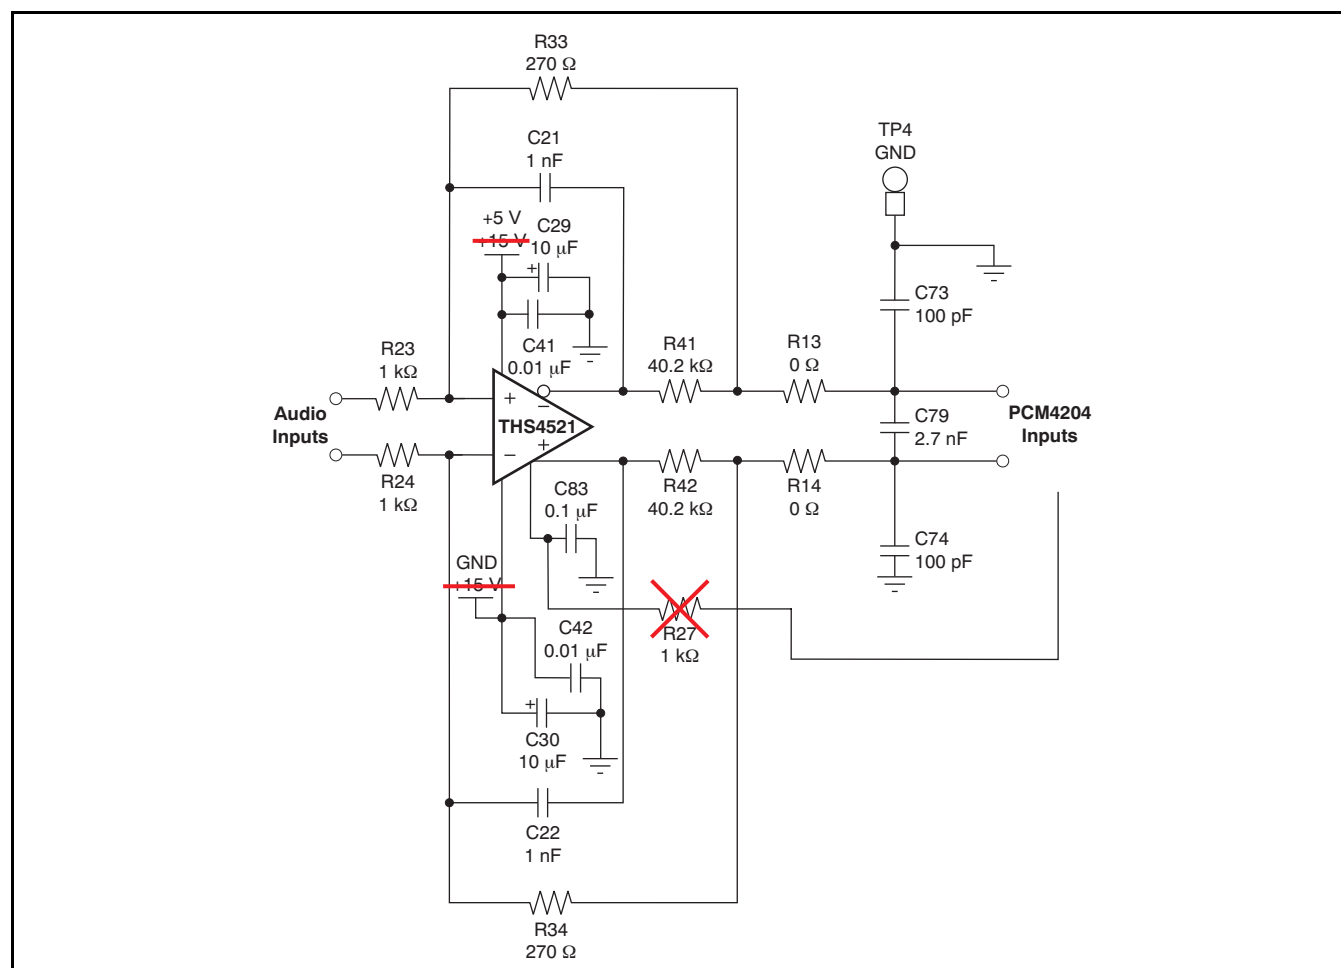 R33
270 Ω
C21
1 nF
TP4
GND
+5 V
+15 V
C29
10 μF
+
C73
100 pF
C41
0.01 μF
R23
1 kΩ
R41
40.2 kΩ
R13
0 Ω
Audio
Inputs
+
−
THS4521
−
+
C79
2.7 nF
PCM4204
Inputs
R24
1 kΩ
R42
40.2 kΩ
R14
0 Ω
C83
0.1 μF
C74
100 pF
GND
+15 V
R27
1 kΩ
C42
0.01 μF
+
C30
10 μF
C22
1 nF
R34
270 Ω